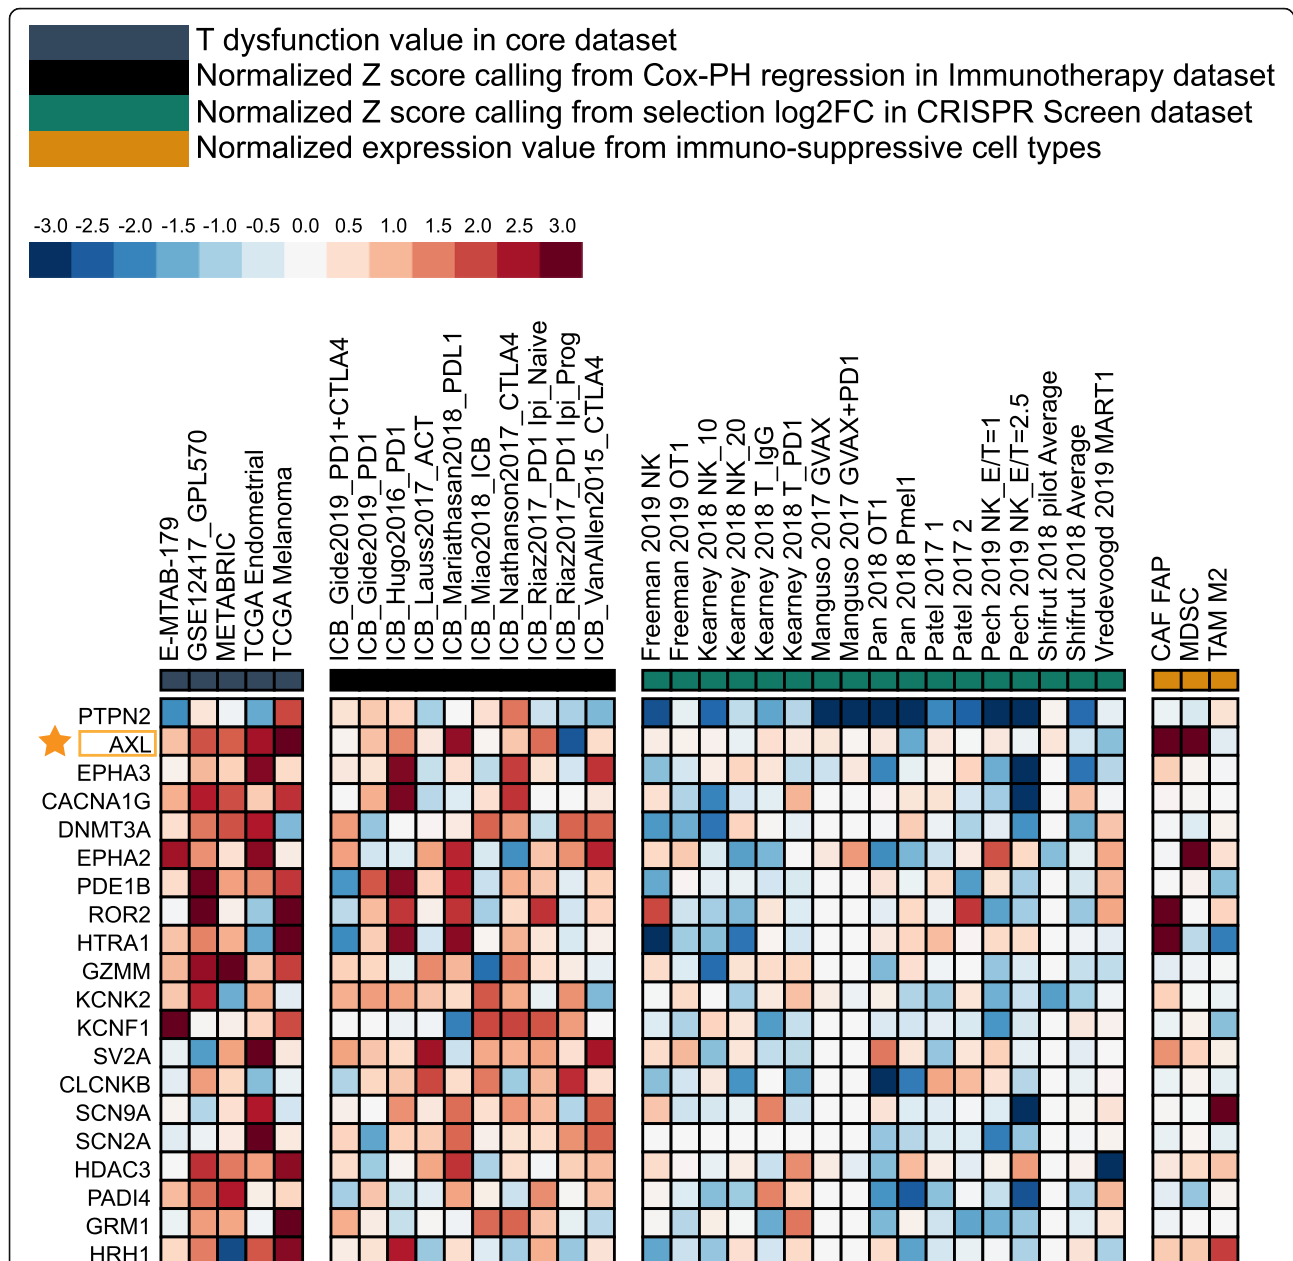 T dysfunction value in core dataset
Normalized Z score calling from Cox-PH regression in Immunotherapy dataset
Normalized Z score calling from selection log2FC in CRISPR Screen dataset
Normalized expression value from immuno-suppressive cell types
-3.0 -2.5 -2.0 -1.5 -1.0 -0.5 0.0 0.5 1.0 1.5 2.0 2.5 3.0
E-MTAB-179
GSE12417_GPL570
METABRIC
TCGA Endometrial
TCGA Melanoma
ICB_Gide2019_PD1+CTLA4
ICB_Gide2019_PD1
ICB_Hugo2016_PD1
ICB_Lauss2017_ACT
ICB_Mariathasan2018_PDL1
ICB_Miao2018_ICB
ICB_Nathanson2017_CTLA4
ICB_Riaz2017_PD1 Ipi_Naive
ICB_Riaz2017_PD1 Ipi_Prog
ICB_VanAllen2015_CTLA4
Freeman 2019 NK
Freeman 2019 OT1
Kearney 2018 NK_10
Kearney 2018 NK_20
Kearney 2018 T_IgG
Kearney 2018 T_PD1
Manguso 2017 GVAX
Manguso 2017 GVAX+PD1
Pan 2018 OT1
Pan 2018 Pmel1
Patel 2017 1
Patel 2017 2
Pech 2019 NK_E/T=1
Pech 2019 NK_E/T=2.5
Shifrut 2018 pilot Average
Shifrut 2018 Average
Vredevoogd 2019 MART1
CAF FAP
MDSC
TAM M2
PTPN2
AXL
EPHA3
CACNA1G
DNMT3A
EPHA2
PDE1B
ROR2
HTRA1
GZMM
KCNK2
KCNF1
SV2A
CLCNKB
SCN9A
SCN2A
HDAC3
PADI4
GRM1
HRH1